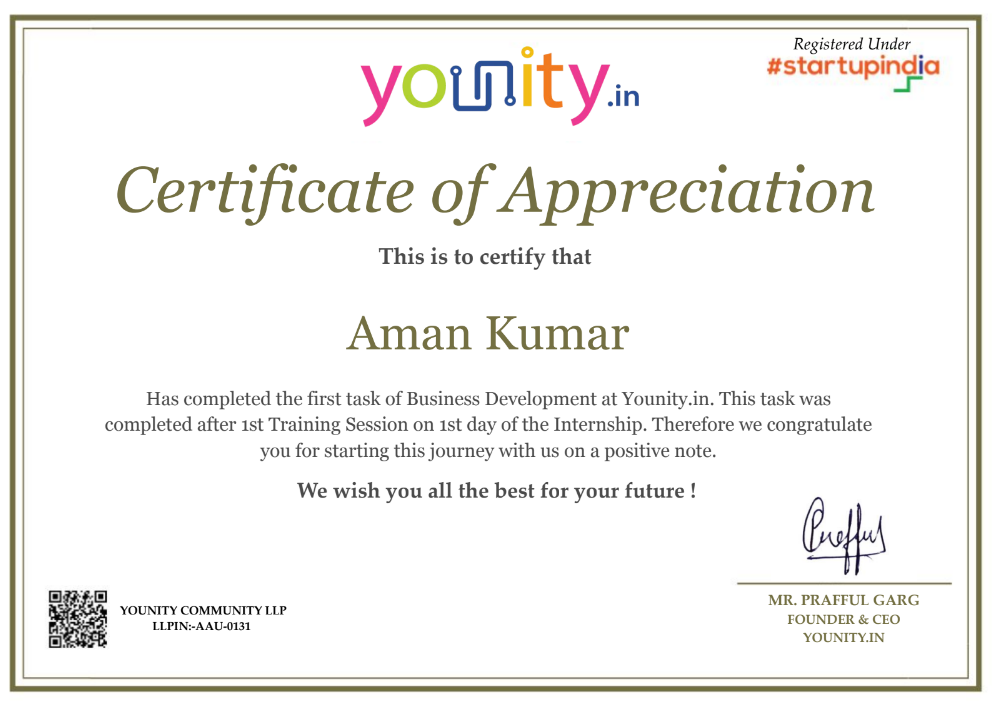 Registered Under
#startupindia
younity.in
Certificate of Appreciation
This is to certify that
Aman Kumar
Has completed the first task of Business Development at Younity.in. This task was
completed after 1st Training Session on 1st day of the Internship. Therefore we congratulate
you for starting this journey with us on a positive note.
We wish you all the best for your future !
Prafful
YOUNITY COMMUNITY LLP
LLPIN:-AAU-0131
MR. PRAFFUL GARG
FOUNDER & CEO
YOUNITY.IN